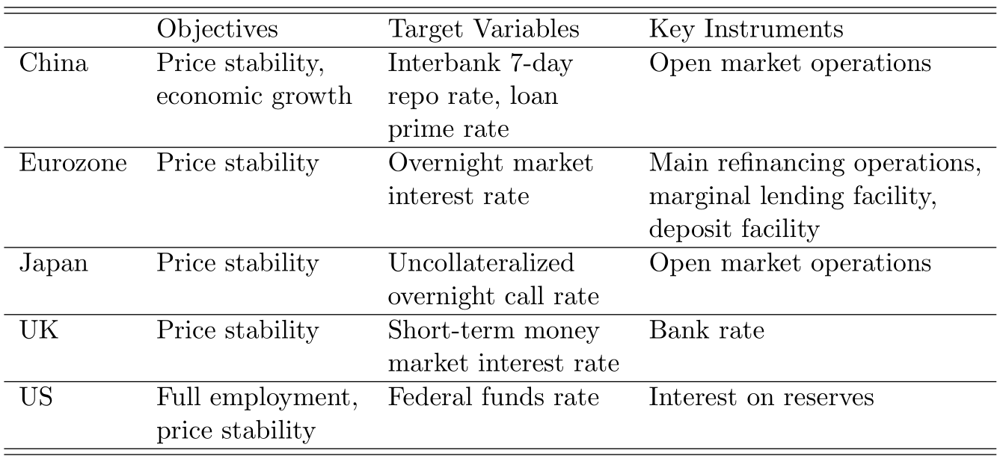 Objectives Target Variables Key Instruments
China Price stability, Interbank 7-day Open market operations
economic growth repo rate, loan
prime rate
Eurozone Price stability Overnight market Main refinancing operations,
interest rate marginal lending facility,
deposit facility
Japan Price stability Uncollateralized Open market operations
overnight call rate
UK Price stability Short-term money Bank rate
market interest rate
US Full employment, Federal funds rate Interest on reserves
price stability